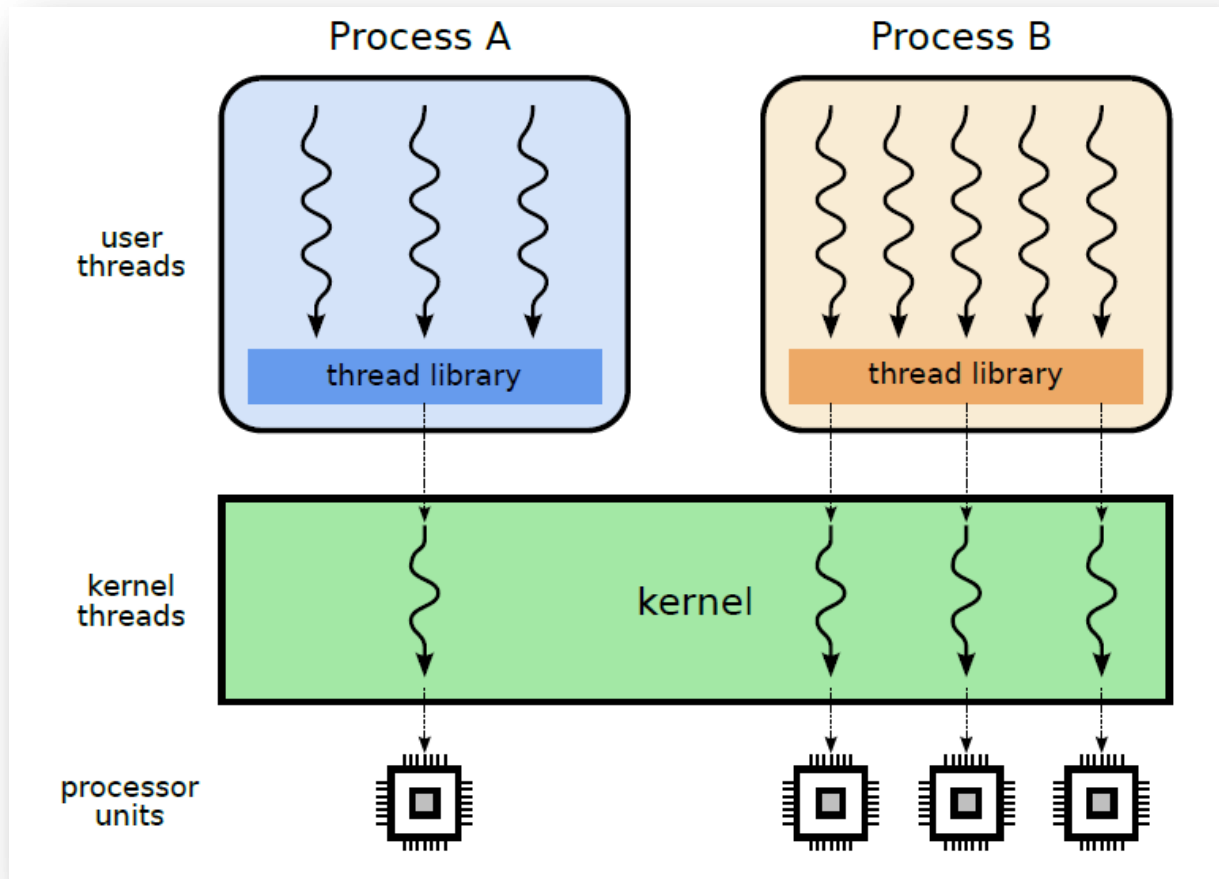 Process A
Process B
user
threads
thread library
thread library
kernel
threads
kernel
processor
units